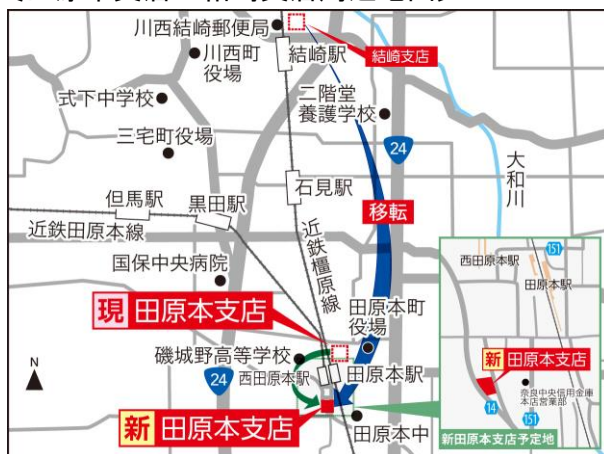 川西結崎郵便局
結崎駅
結崎支店
川西町
役場
式下中学校
二階堂
養護学校
三宅町役場
24
大和川
石見駅
但馬駅
黒田駅
移転
近鉄田原本線
近鉄橿原線
国保中央病院
現 田原本支店
田原本町
役場
磯城野高等学校
西田原本駅
田原本駅
24
新 田原本支店
田原本中
N
151
西田原本駅
田原本駅
新 田原本支店
奈良中央信用金庫
本店営業部
14
151
新田原本支店予定地